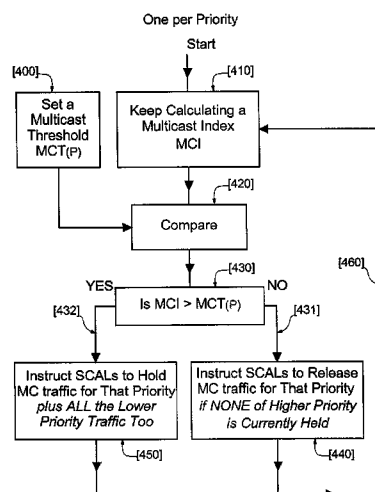 One per Priority
Start
[400]
[410]
Set a
Multicast
Threshold
MCT(P)
Keep Calculating a
Multicast Index
MCI
[420]
Compare
[460]
[430]
YES
NO
[432]
Is MCI > MCT(P)
[431]
Instruct SCALs to Hold
MC traffic for That Priority
plus ALL the Lower
Priority Traffic Too
Instruct SCALs to Release
MC traffic for That Priority
if NONE of Higher Priority
is Currently Held
[450]
[440]